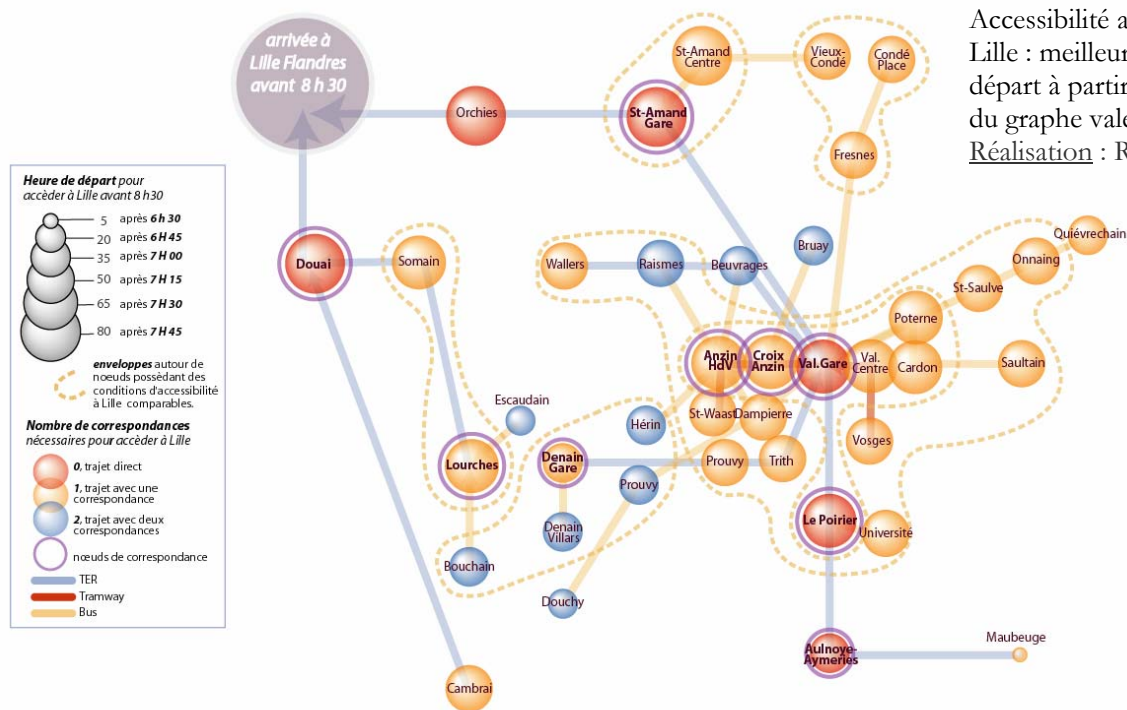 arrivée à
Lille Flandres
avant 8 h 30
Accessibilité a
Lille : meilleur
départ à partir
du graphe vale
Réalisation : R
St-Amand
Centre
Vieux-
Condé
Condé
Place
Orchies
St-Amand
Gare
Fresnes
Heure de départ pour
accèder à Lille avant 8 h30
5 après 6 h 30
20 après 6 H 45
35 après 7 H 00
50 après 7 H 15
65 après 7 H 30
80 après 7 H 45
enveloppes autour de
noeuds possèdant des
conditions d'accessibilité
à Lille comparables.
Nombre de correspondances
nécessaires pour accèder à Lille
0, trajet direct
1, trajet avec une
correspondance
2, trajet avec deux
correspondances
nœuds de correspondance
TER
Tramway
Bus
Douai
Somain
Wallers
Raismes
Beuvrages
Bruay
Quiévrechain
Onnaing
St-Saulve
Poterne
Anzin
HdV
Croix
Anzin
Val.Gare
Val.
Centre
Cardon
Saultain
Escaudain
Hérin
St-Waast
Dampierre
Vosges
Lourches
Denain
Gare
Prouvy
Trith
Prouvy
Le Poirier
Université
Denain
Villars
Bouchain
Douchy
Aulnoye-
Aymeries
Maubeuge
Cambrai